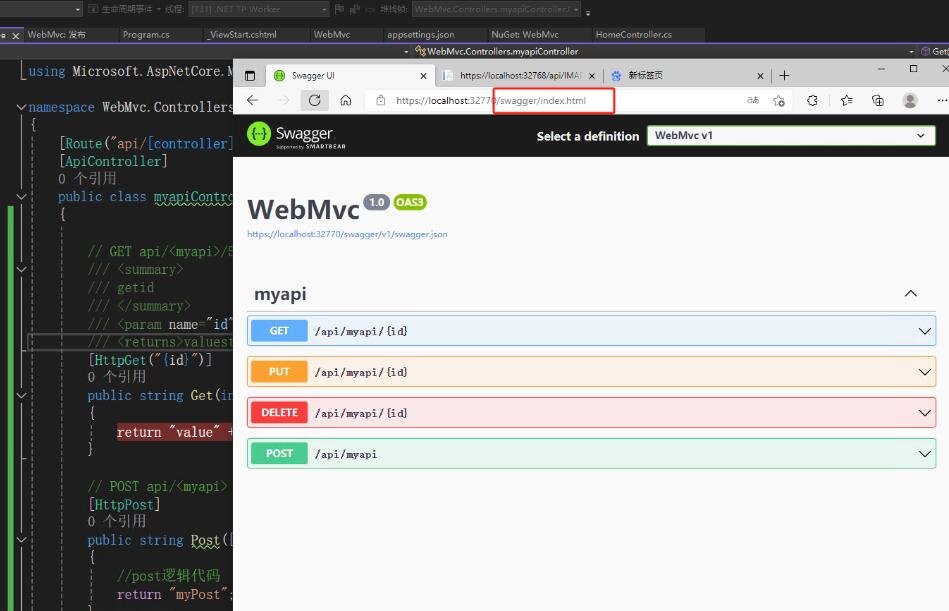 生命周期事件 线程: [731] .NET TP Worker 堆栈帧: WebMvc.Controllers.myapiController.
WebMvc: 发布 Program.cs _ViewStart.cshtml WebMvc appsettings.json NuGet: WebMvc HomeController.cs
WebMvc.Controllers.myapiController Get(
using Microsoft.AspNetCore.M
namespace WebMvc.Controllers
{
[Route("api/[controller]
[ApiController]
0 个引用
public class myapiContro
{
// GET api/<myapi>/5
/// <summary>
/// getid
/// </summary>
/// <param name="id"
/// <returns>valuest
[HttpGet("{id}")]
0 个引用
public string Get(in
{
return "value" +
}
// POST api/<myapi>
[HttpPost]
0 个引用
public string Post([
{
//post逻辑代码
return "myPost";
}
Swagger UI https://localhost:32768/api/IMAP 新标签页
https://localhost:32770/swagger/index.html
Swagger.
Supported by SMARTBEAR
Select a definition WebMvc v1
WebMvc 1.0 OAS3
https://localhost:32770/swagger/v1/swagger.json
myapi
GET /api/myapi/{id}
PUT /api/myapi/{id}
DELETE /api/myapi/{id}
POST /api/myapi